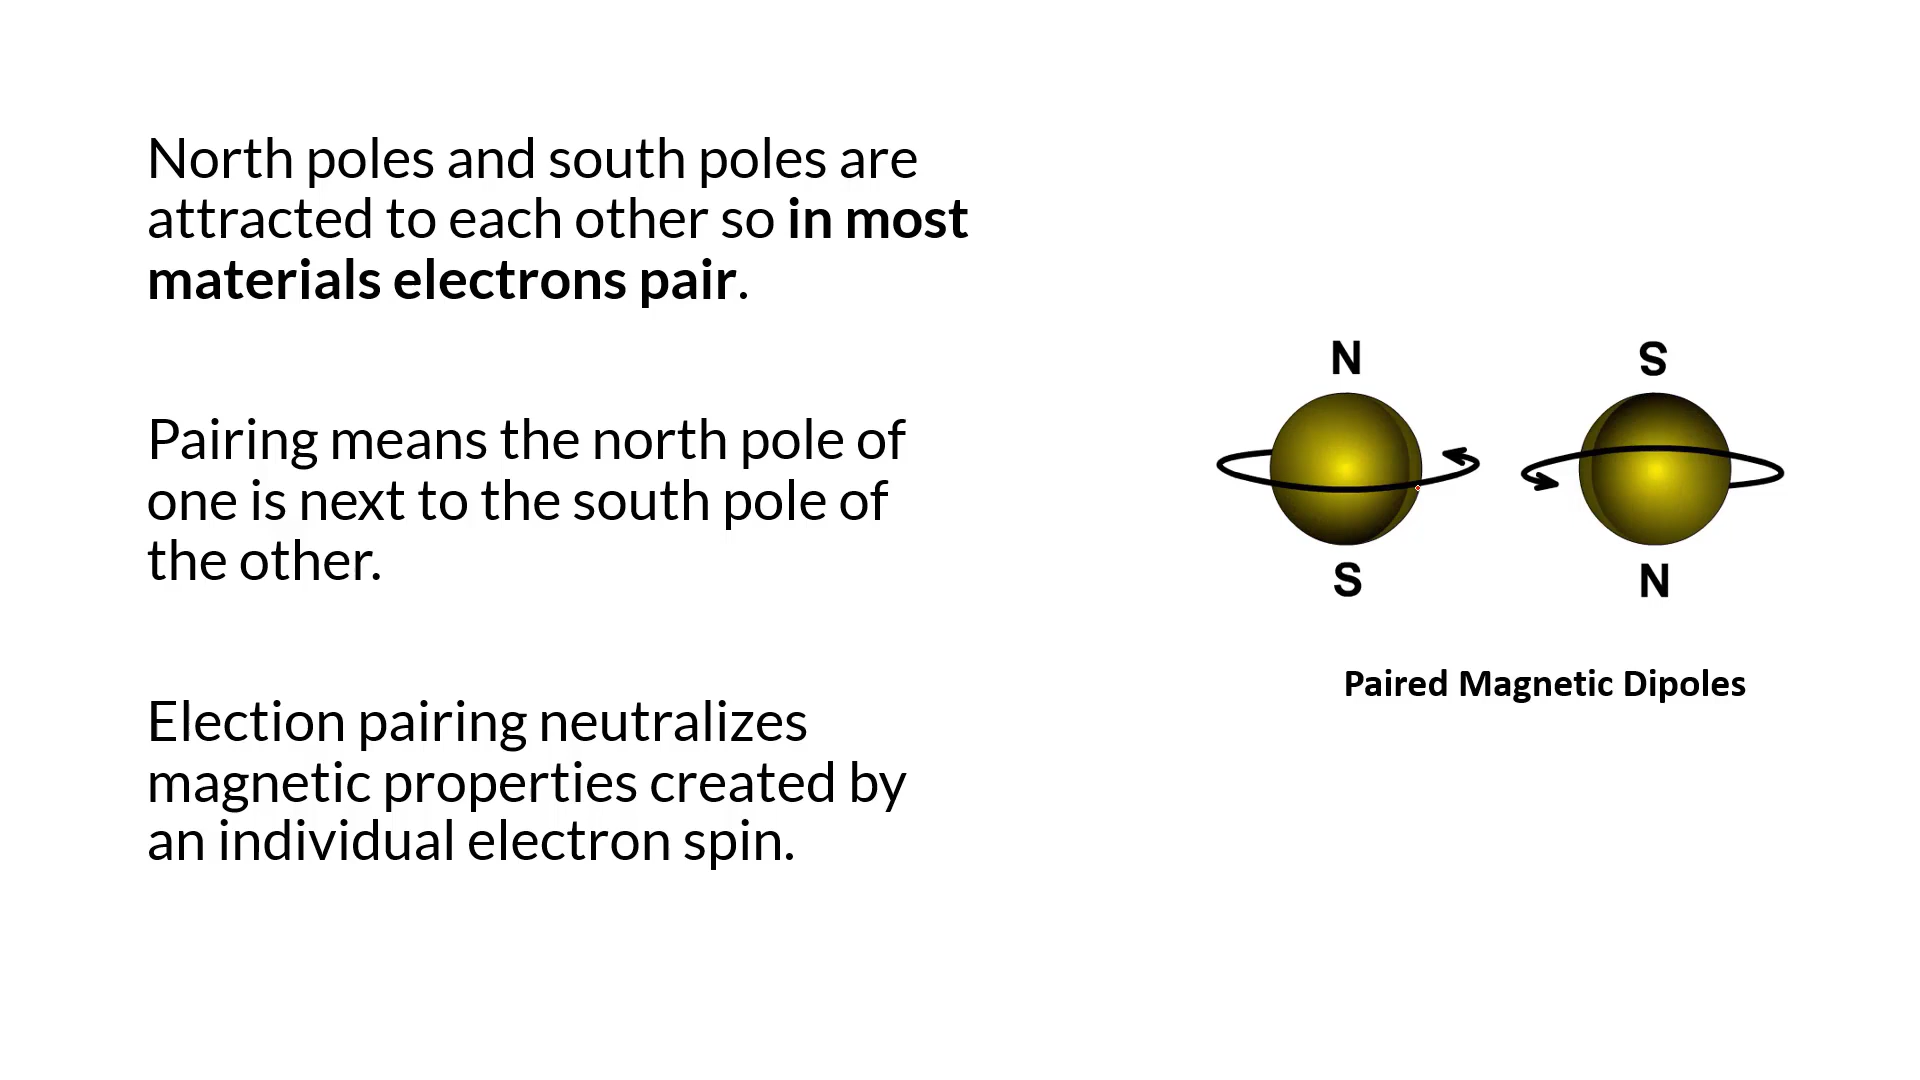 North poles and south poles are
attracted to each other so in most
materials electrons pair.
Pairing means the north pole of
one is next to the south pole of
the other.
Election pairing neutralizes
magnetic properties created by
an individual electron spin.
N S
S N
Paired Magnetic Dipoles